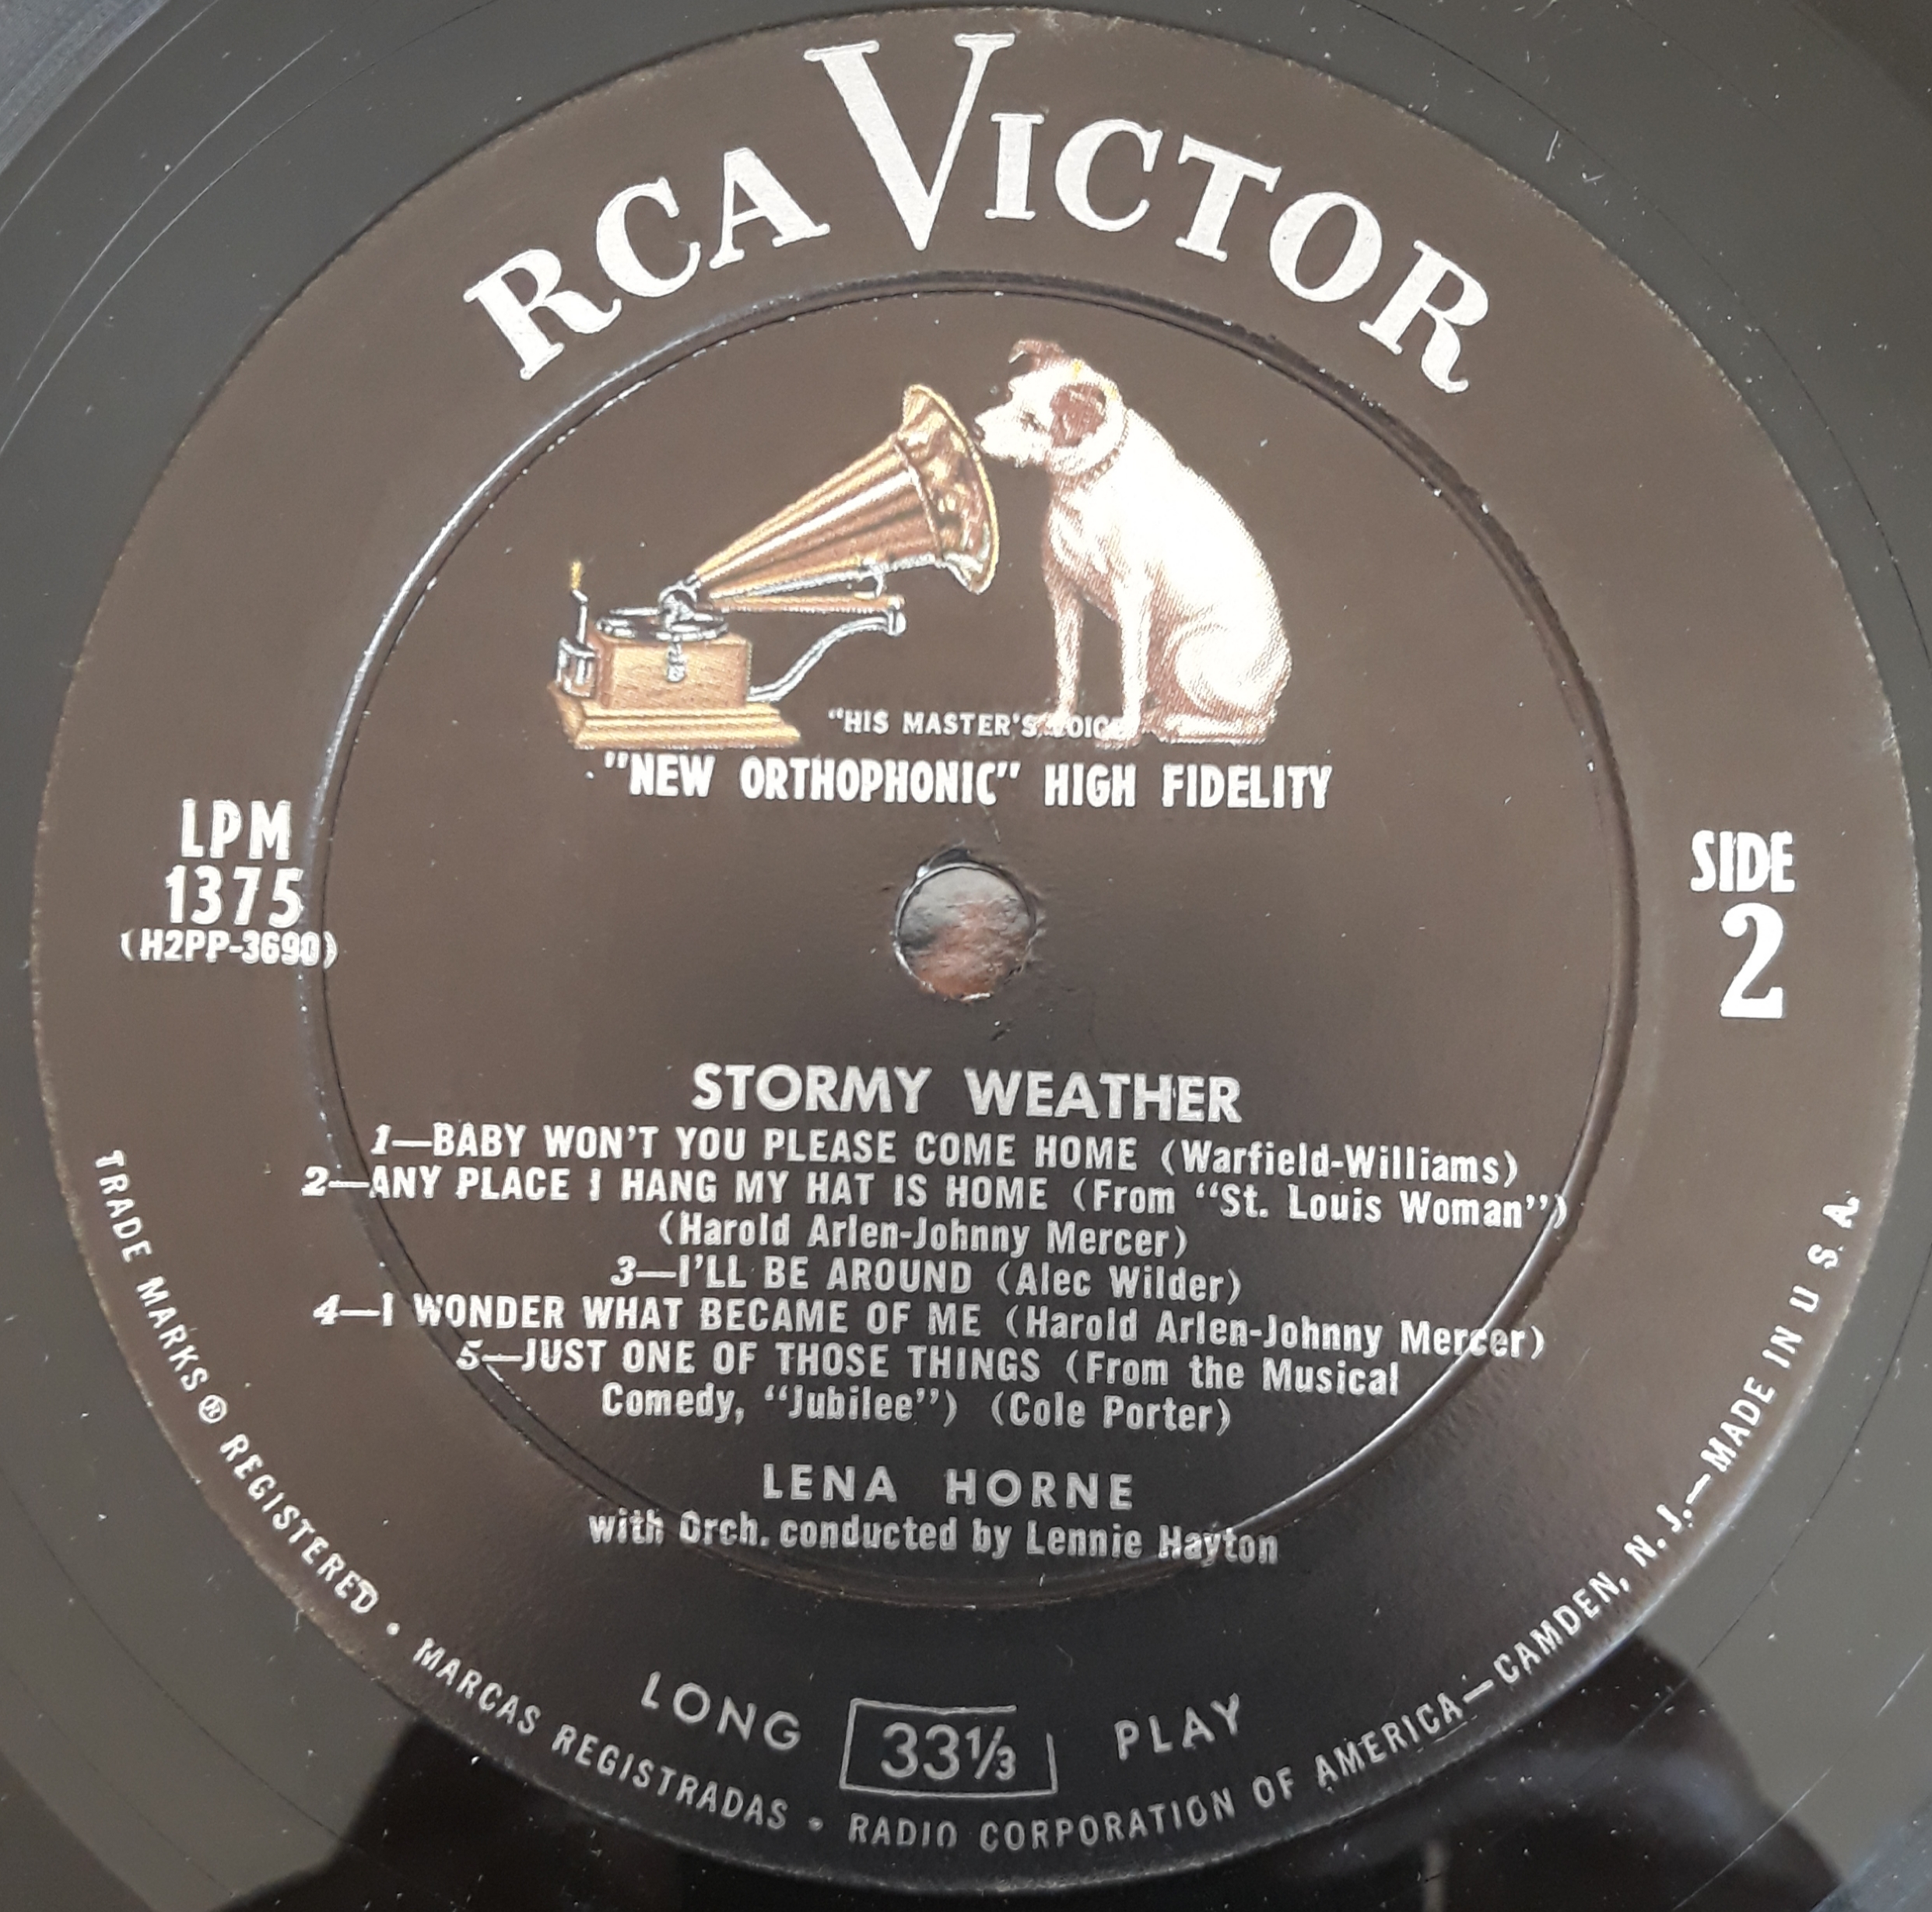 RCA VICTOR
"HIS MASTER'S VOICE"
"NEW ORTHOPHONIC" HIGH FIDELITY
LPM
1375
(H2PP-3690)
SIDE
2
STORMY WEATHER
1—BABY WON'T YOU PLEASE COME HOME (Warfield-Williams)
2—ANY PLACE I HANG MY HAT IS HOME (From "St. Louis Woman")
(Harold Arlen-Johnny Mercer)
3—I'LL BE AROUND (Alec Wilder)
4—I WONDER WHAT BECAME OF ME (Harold Arlen-Johnny Mercer)
5—JUST ONE OF THOSE THINGS (From the Musical
Comedy, "Jubilee") (Cole Porter)
LENA HORNE
with Orch. conducted by Lennie Hayton
LONG 33⅓ PLAY
TRADE MARKS ® REGISTERED • MARCAS REGISTRADAS • RADIO CORPORATION OF AMERICA—CAMDEN, N. J.—MADE IN U. S. A.